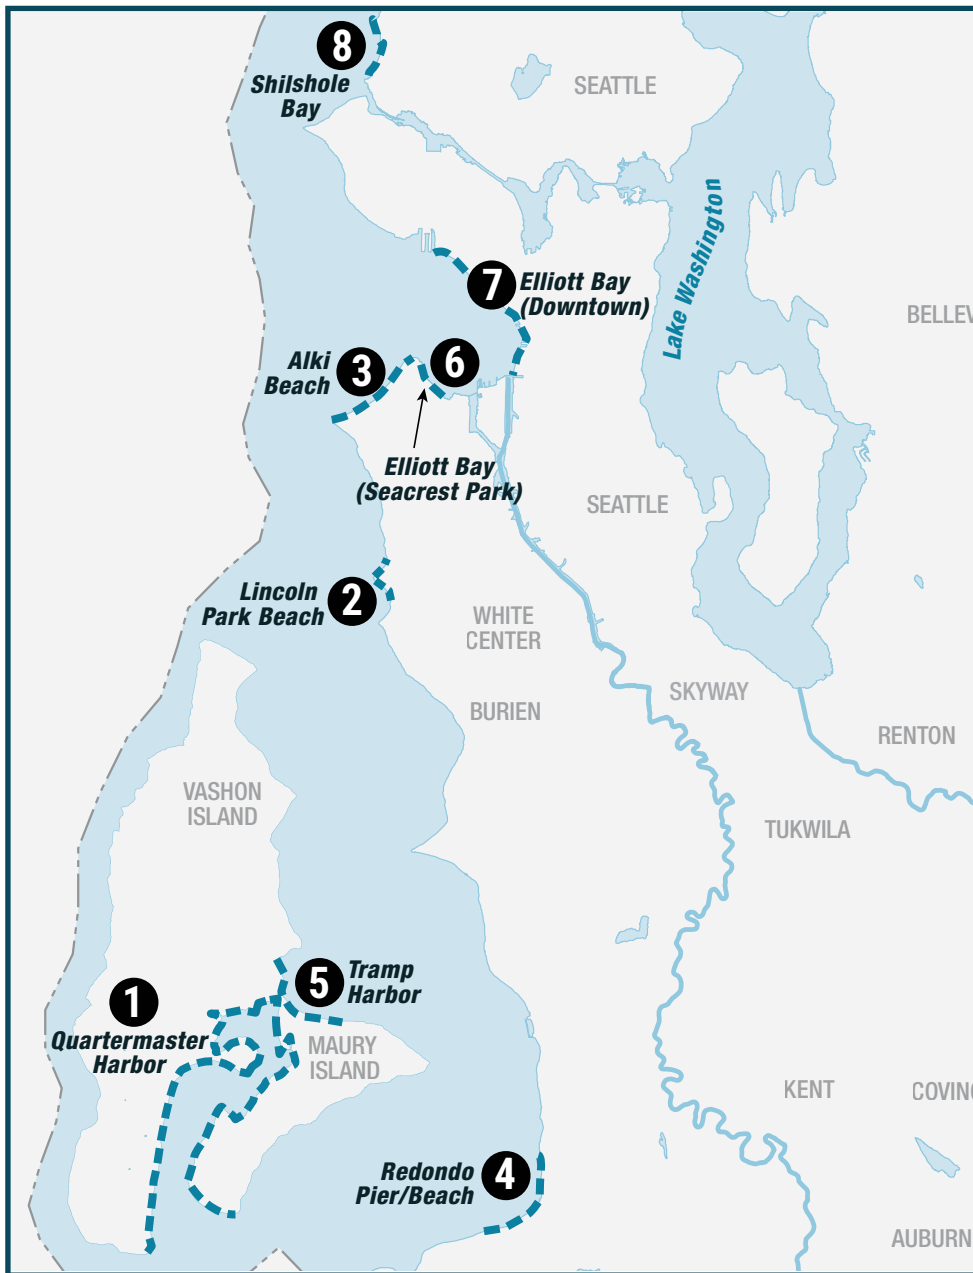 8
Shilshole
Bay
SEATTLE
Lake Washington
7
Elliott Bay
(Downtown)
BELLEV
Alki
Beach
3
6
Elliott Bay
(Seacrest Park)
SEATTLE
Lincoln
Park Beach
2
WHITE
CENTER
SKYWAY
BURIEN
RENTON
VASHON
ISLAND
TUKWILA
5
Tramp
Harbor
1
Quartermaster
Harbor
MAURY
ISLAND
KENT
COVING
Redondo
Pier/Beach
4
AUBURN